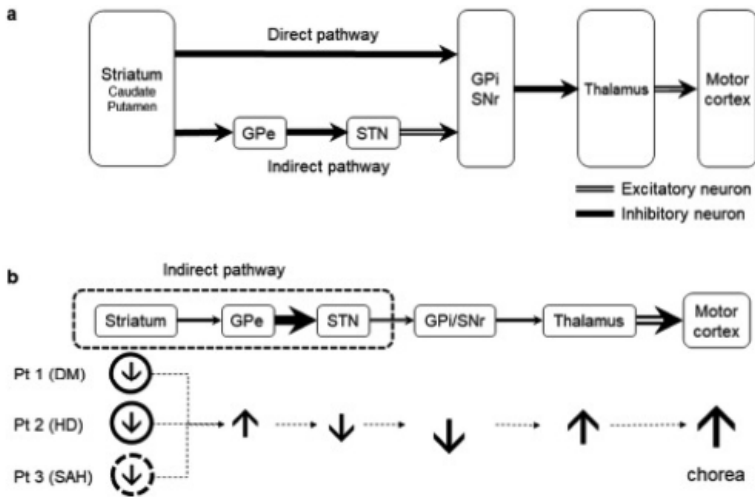 a
Direct pathway
Striatum
Caudate
Putamen
GPe
STN
Indirect pathway
GPi
SNr
Thalamus
Motor
cortex
Excitatory neuron
Inhibitory neuron
b
Indirect pathway
Striatum
GPe
STN
GPi/SNr
Thalamus
Motor
cortex
Pt 1 (DM)
Pt 2 (HD)
Pt 3 (SAH)
chorea